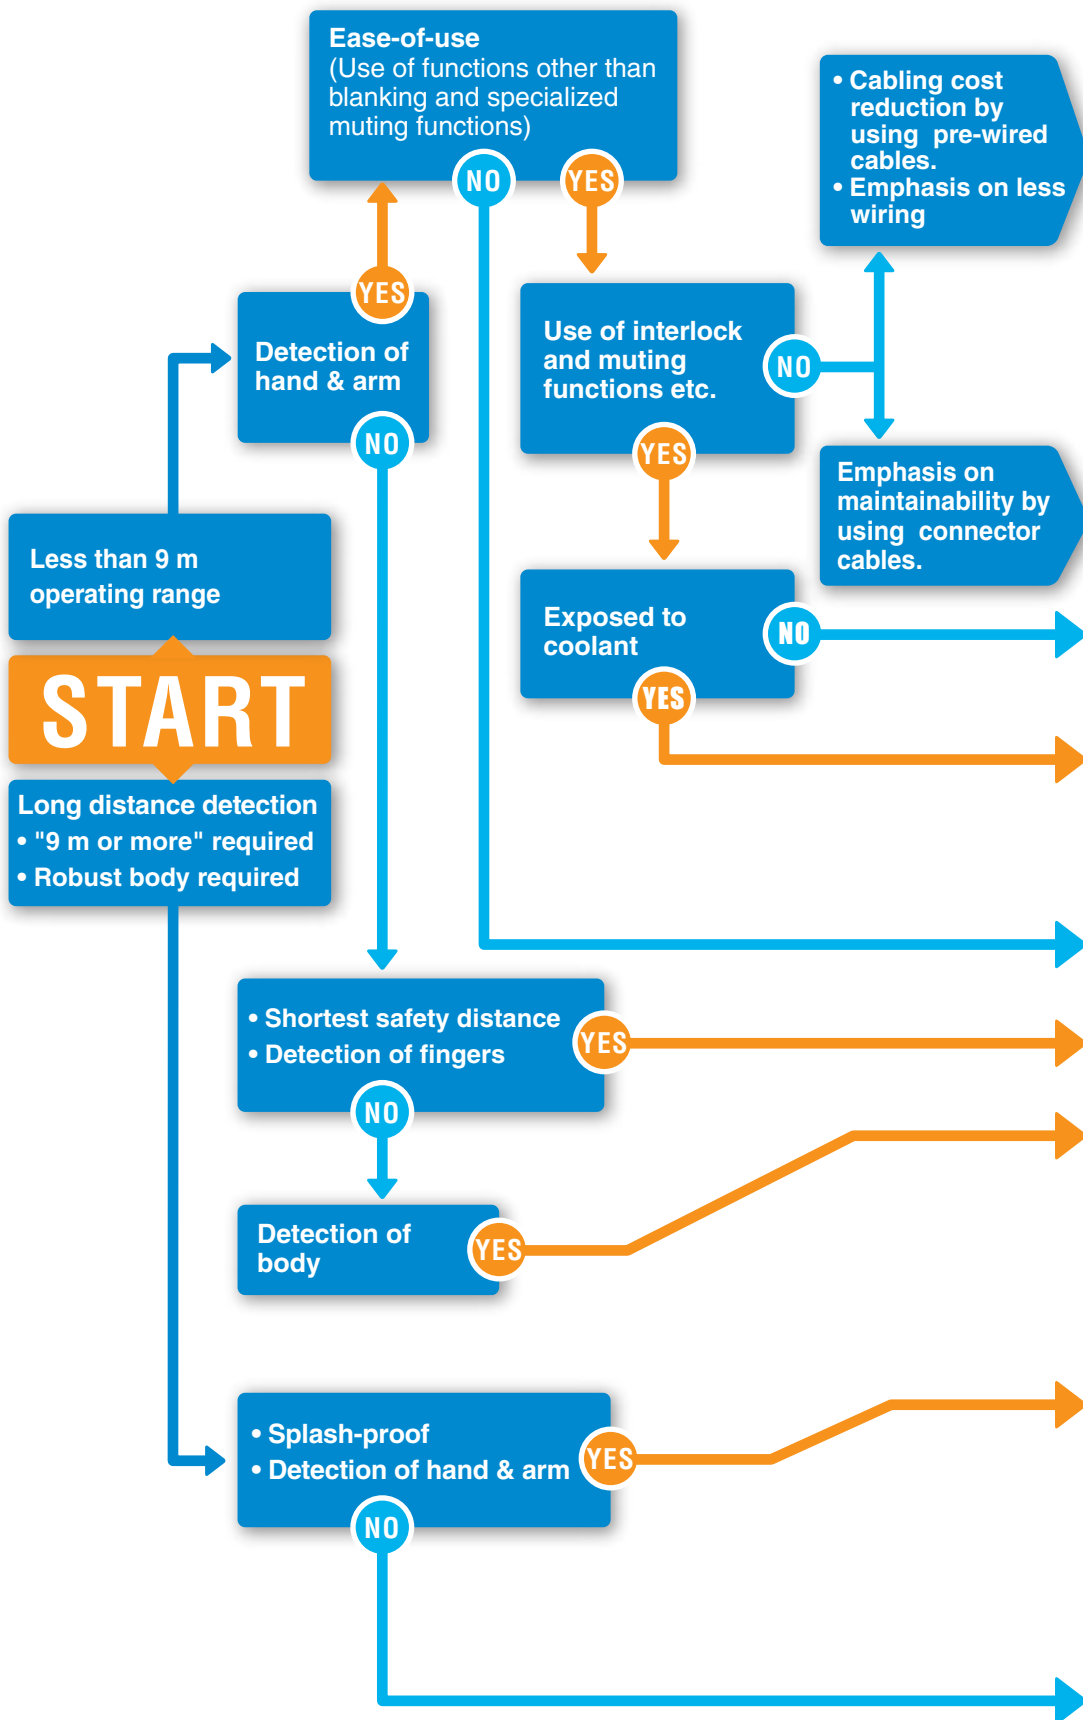 Ease-of-use
(Use of functions other than
blanking and specialized
muting functions)
NO
YES
• Cabling cost
reduction by
using pre-wired
cables.
• Emphasis on less
wiring
YES
Detection of
hand & arm
NO
Use of interlock
and muting
functions etc.
NO
YES
Emphasis on
maintainability by
using connector
cables.
Less than 9 m
operating range
Exposed to
coolant
NO
YES
START
Long distance detection
• "9 m or more" required
• Robust body required
• Shortest safety distance
• Detection of fingers
YES
NO
Detection of
body
YES
• Splash-proof
• Detection of hand & arm
YES
NO